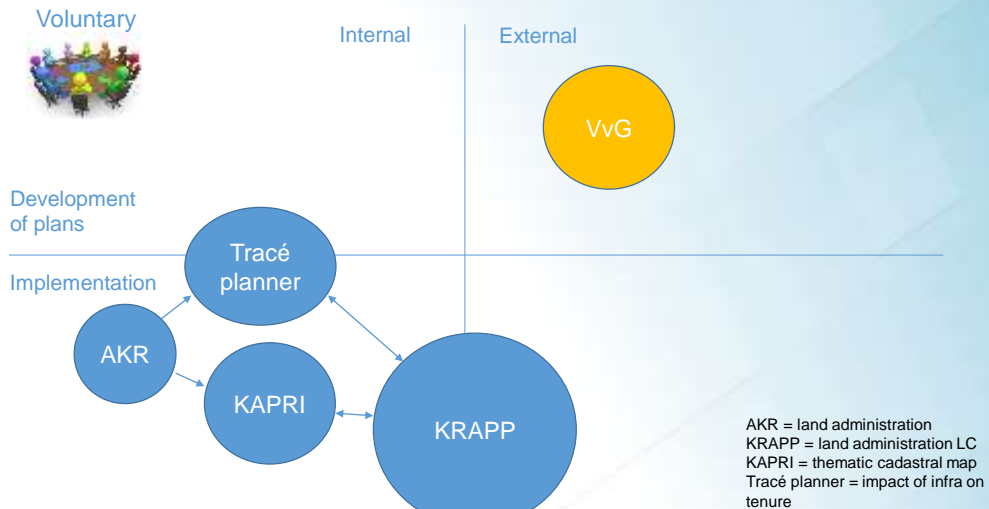 Voluntary
Internal
External
VvG
Development
of plans
Tracé
planner
Implementation
AKR
KAPRI
KRAPP
AKR = land administration
KRAPP = land administration LC
KAPRI = thematic cadastral map
Tracé planner = impact of infra on
tenure